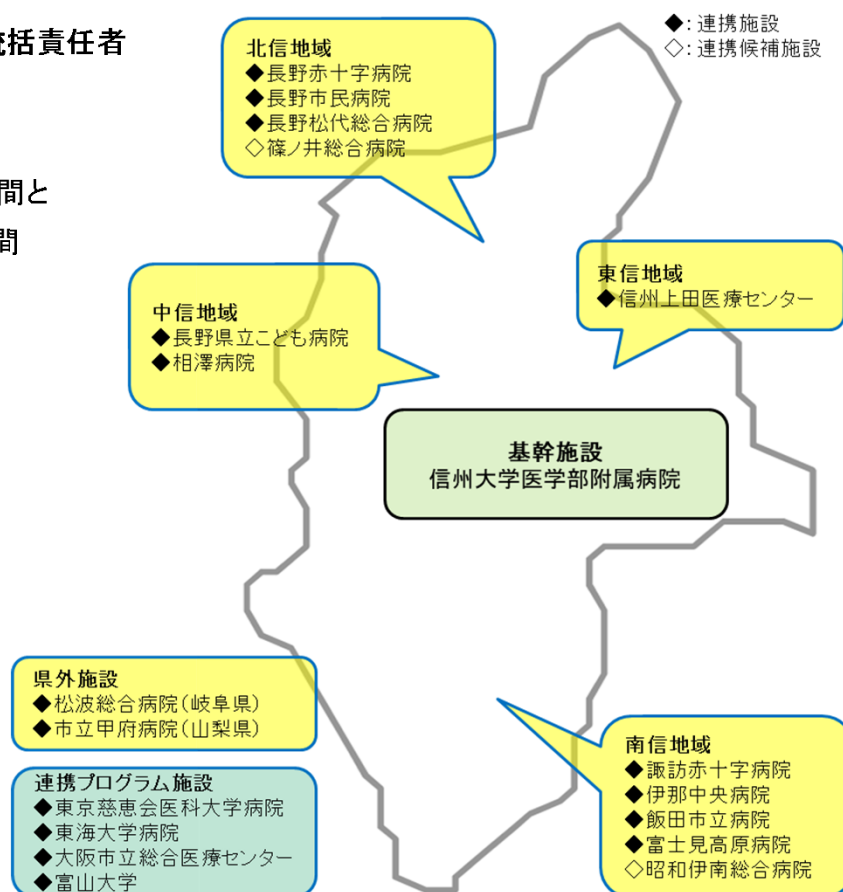 統括責任者
間と
間
◆：連携施設
◇：連携候補施設
北信地域
◆長野赤十字病院
◆長野市民病院
◆長野松代総合病院
◇篠ノ井総合病院
東信地域
◆信州上田医療センター
中信地域
◆長野県立こども病院
◆相澤病院
基幹施設
信州大学医学部附属病院
県外施設
◆松波総合病院（岐阜県）
◆市立甲府病院（山梨県）
連携プログラム施設
◆東京慈恵会医科大学病院
◆東海大学病院
◆大阪市立総合医療センター
◆富山大学
南信地域
◆諏訪赤十字病院
◆伊那中央病院
◆飯田市立病院
◆富士見高原病院
◇昭和伊南総合病院